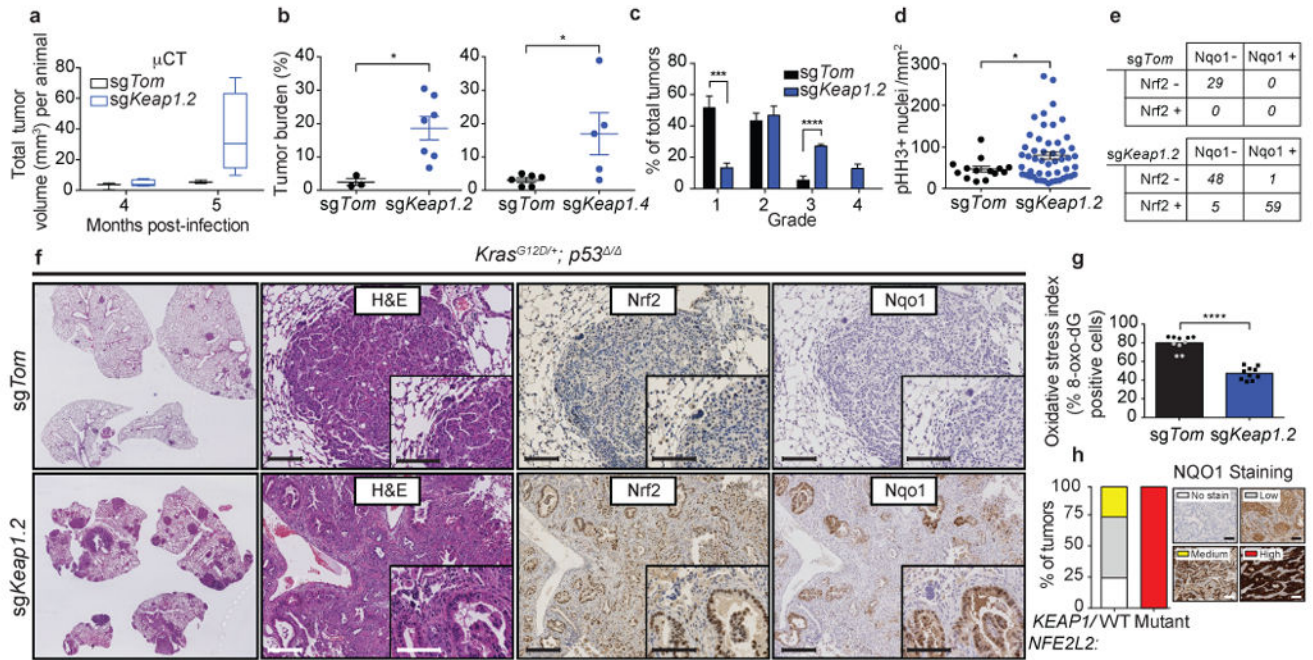 a
μCT
sgTom
sgKeap1.2
Total tumor
volume (mm³) per animal
80
60
40
20
0
4
5
Months post-infection
b
Tumor burden (%)
40
30
20
10
0
*
sgTom
sgKeap1.2
40
30
20
10
0
*
sgTom
sgKeap1.4
c
% of total tumors
60
40
20
0
***
****
sgTom
sgKeap1.2
1
2
3
4
Grade
d
pHH3+ nuclei/mm²
300
200
100
0
*
sgTom
sgKeap1.2
e
sgTom Nqo1- Nqo1 +
Nrf2 - 29 0
Nrf2 + 0 0
sgKeap1.2 Nqo1- Nqo1 +
Nrf2 - 48 1
Nrf2 + 5 59
f
Kras^G12D/+; p53^Δ/Δ
sgTom
H&E
Nrf2
Nqo1
sgKeap1.2
H&E
Nrf2
Nqo1
g
Oxidative stress index
(% 8-oxo-dG
positive cells)
100
80
60
40
20
0
****
**
sgTom
sgKeap1.2
h
NQO1 Staining
% of tumors
100
75
50
25
0
No stain
Low
Medium
High
KEAP1/ WT Mutant
NFE2L2: